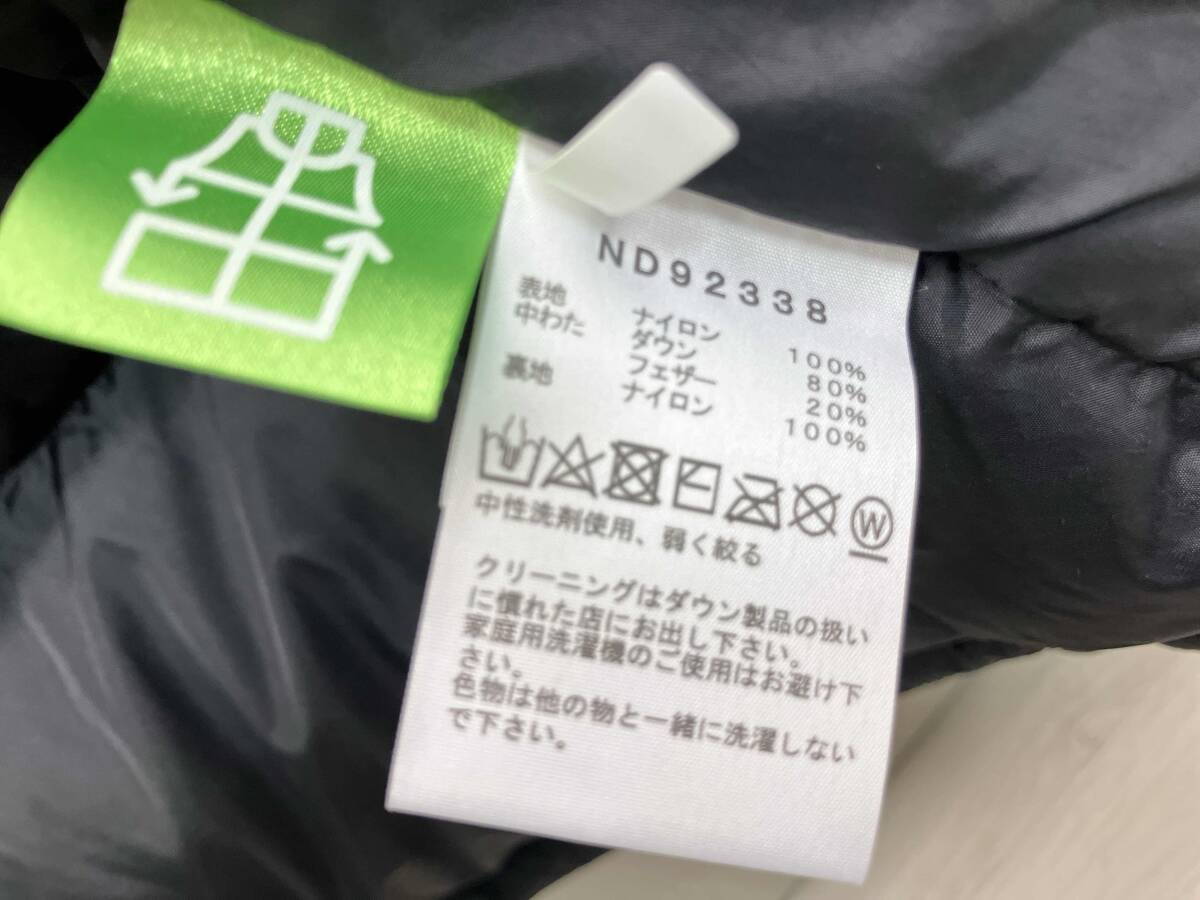 ND92338
表地 ナイロン 100%
中わた ダウン 80%
フェザー 20%
裏地 ナイロン 100%
W
中性洗剤使用、弱く絞る
クリーニングはダウン製品の扱い
に慣れた店にお出し下さい。
家庭用洗濯機のご使用はお避け下
さい。
色物は他の物と一緒に洗濯しない
で下さい。